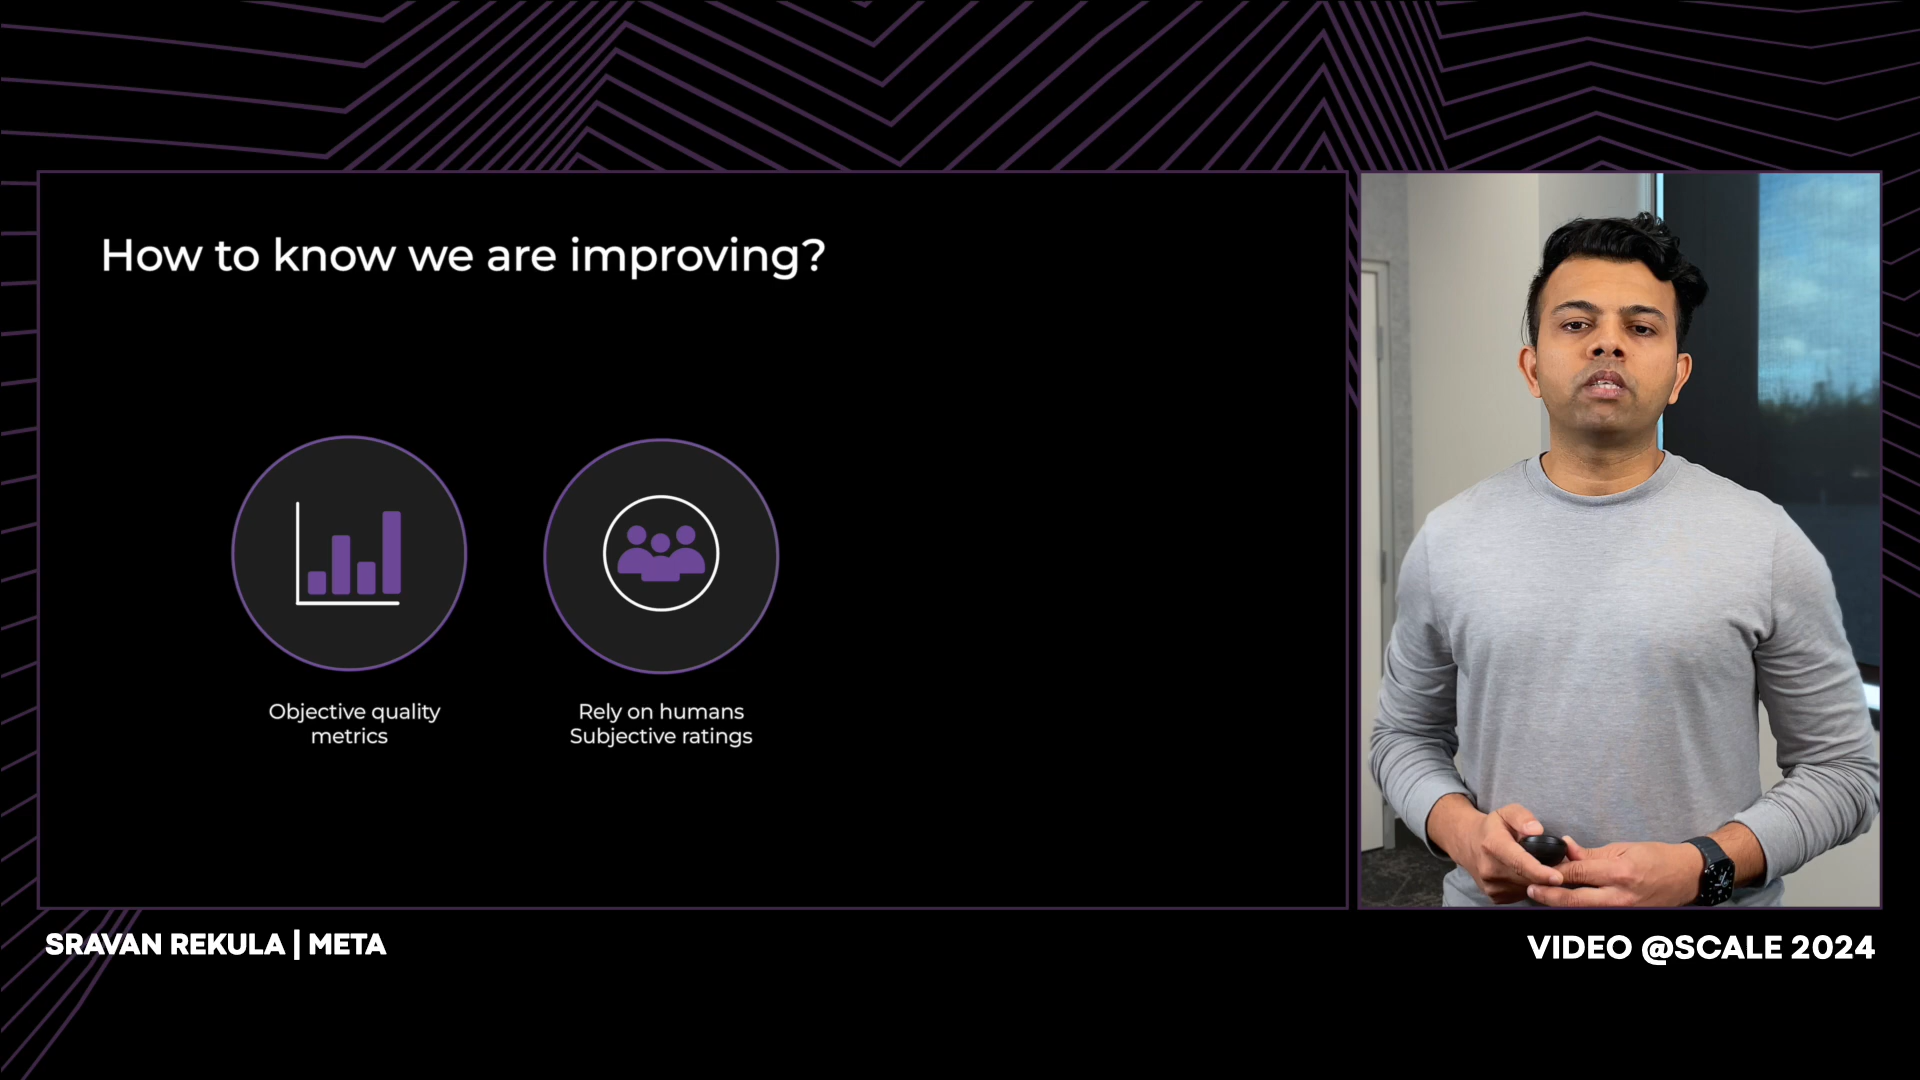 How to know we are improving?
Objective quality
metrics
Rely on humans
Subjective ratings
SRAVAN REKULA | META
VIDEO @SCALE 2024